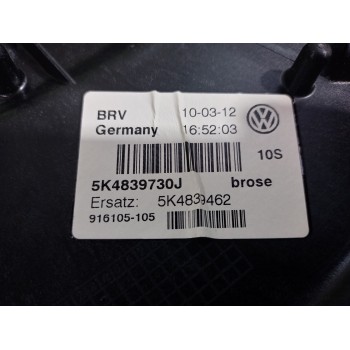 BRV 10-03-12
Germany 16:52:03
10S
5K4839730J brose
Ersatz: 5K4839462
916105-105